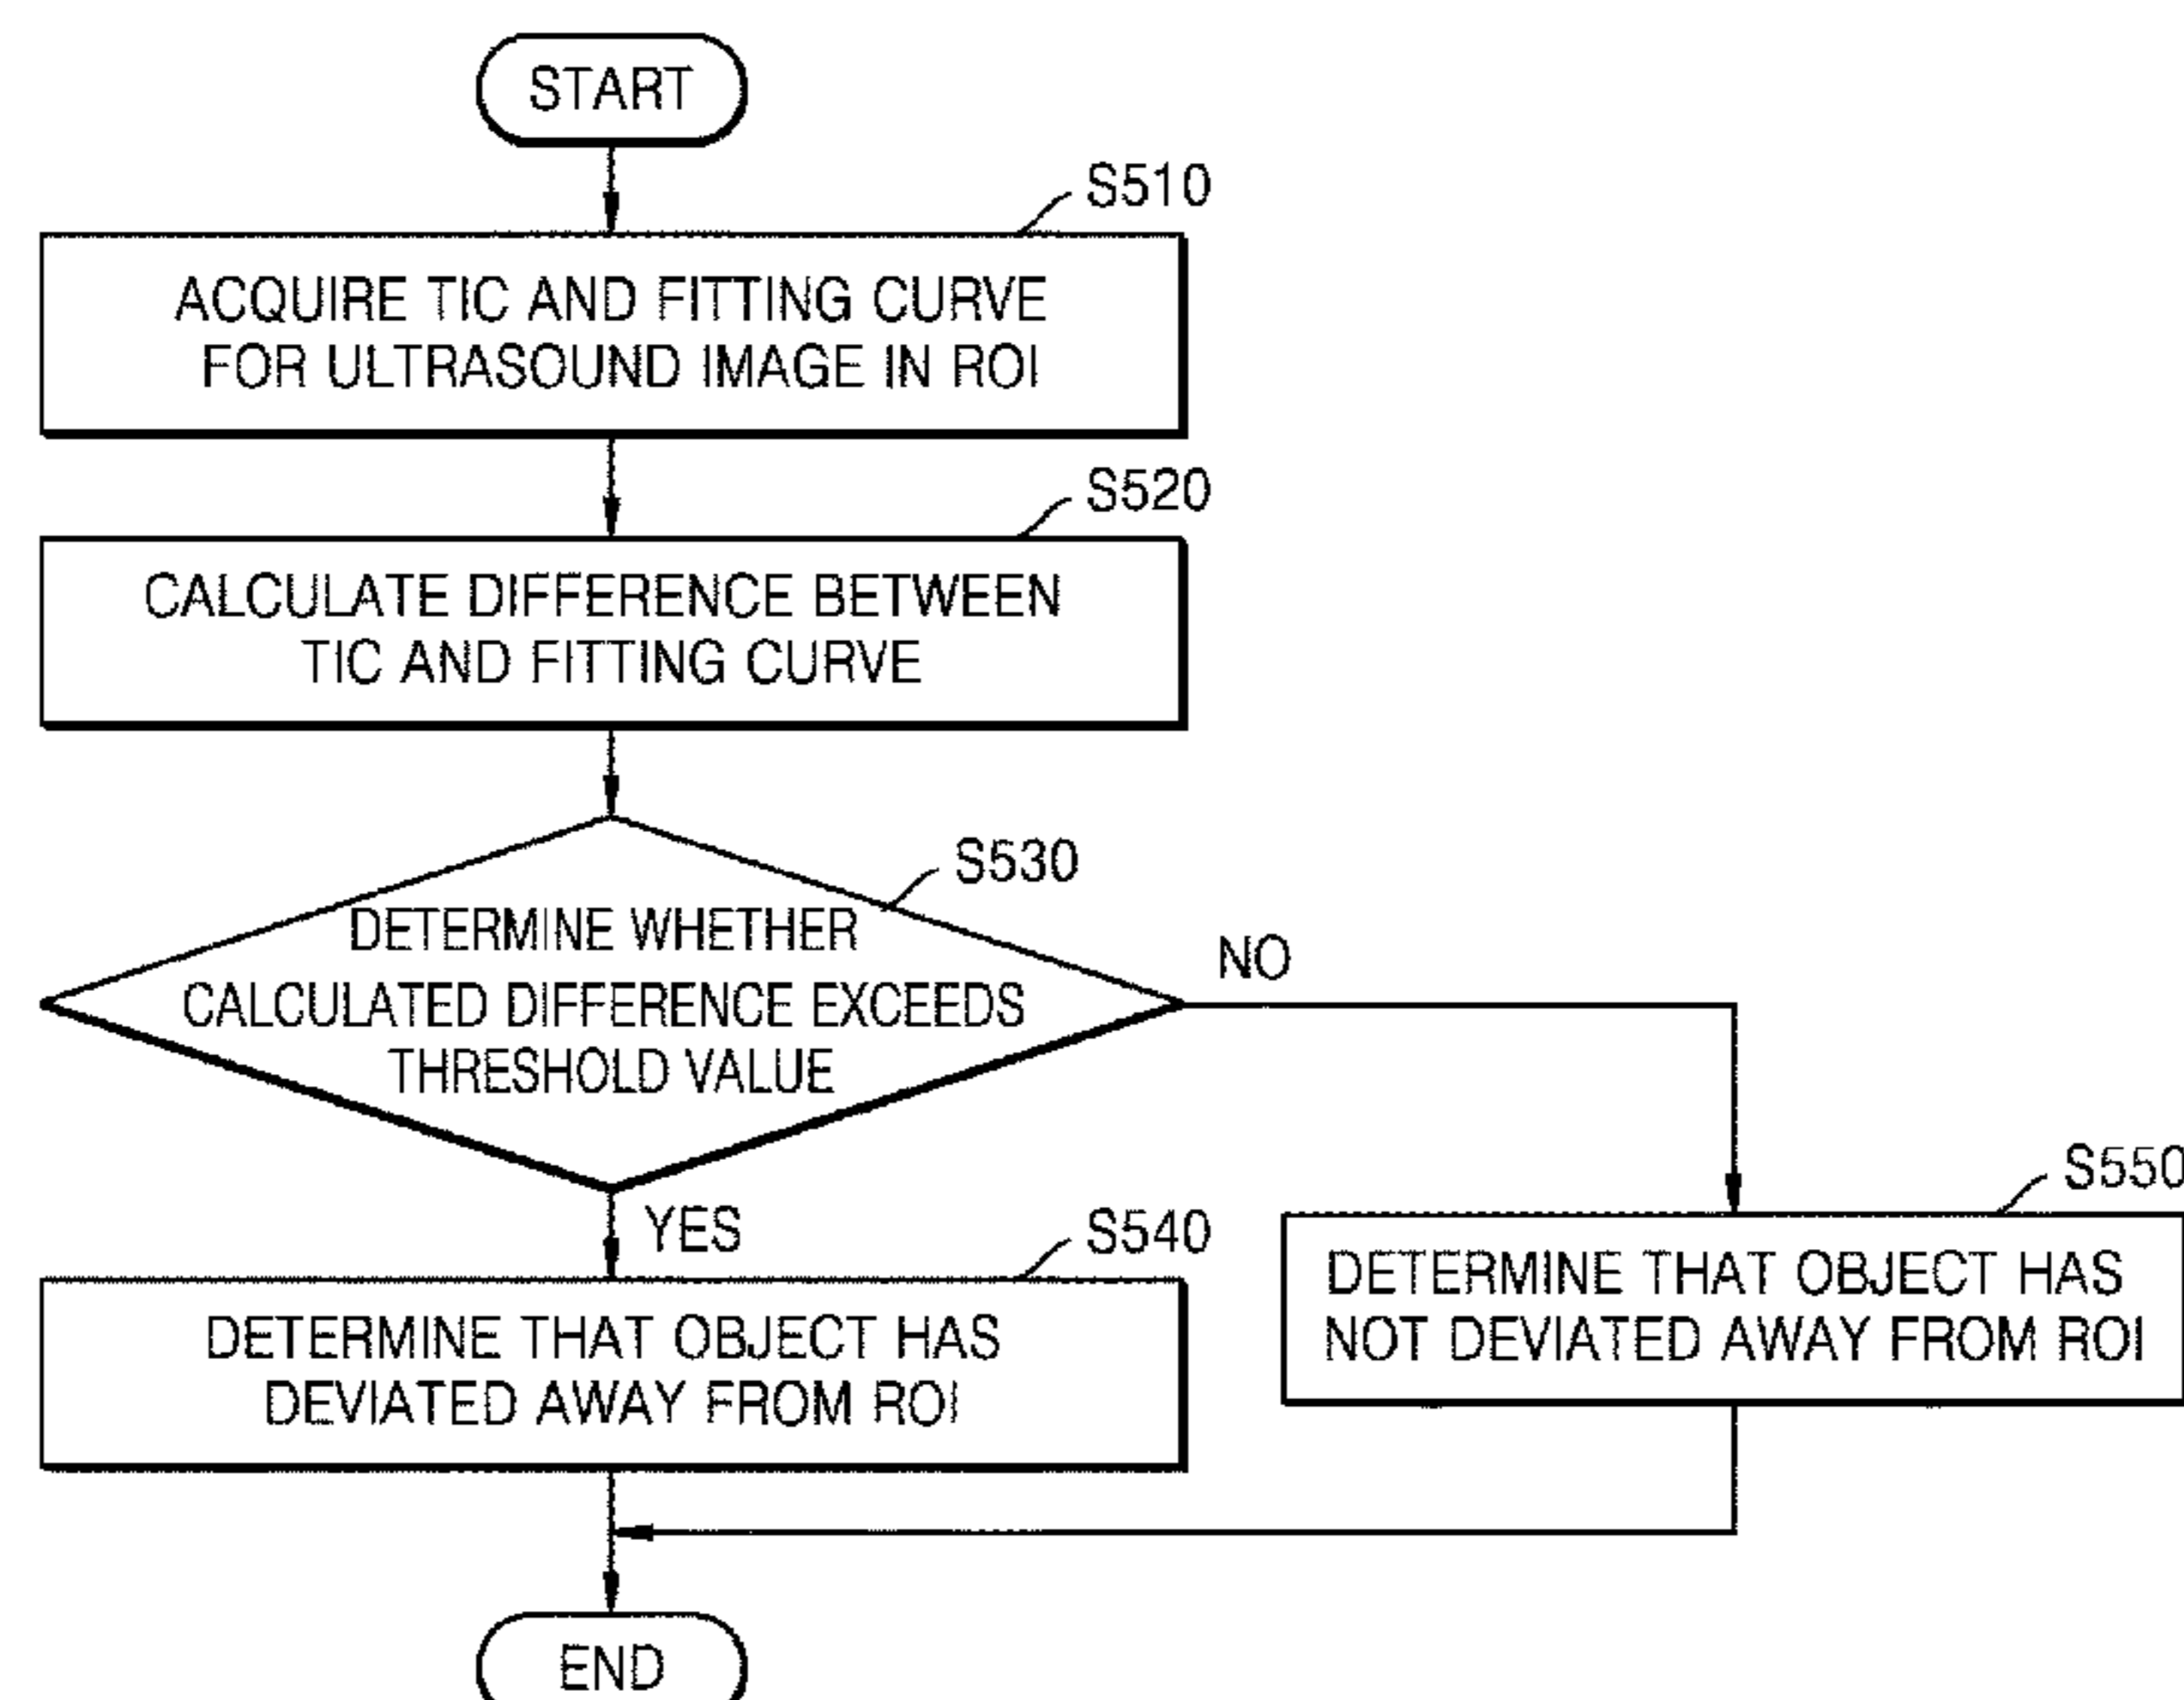 START
S510
ACQUIRE TIC AND FITTING CURVE
FOR ULTRASOUND IMAGE IN ROI
S520
CALCULATE DIFFERENCE BETWEEN
TIC AND FITTING CURVE
S530
DETERMINE WHETHER
CALCULATED DIFFERENCE EXCEEDS
THRESHOLD VALUE
NO
YES
S540
DETERMINE THAT OBJECT HAS
DEVIATED AWAY FROM ROI
S550
DETERMINE THAT OBJECT HAS
NOT DEVIATED AWAY FROM ROI
END